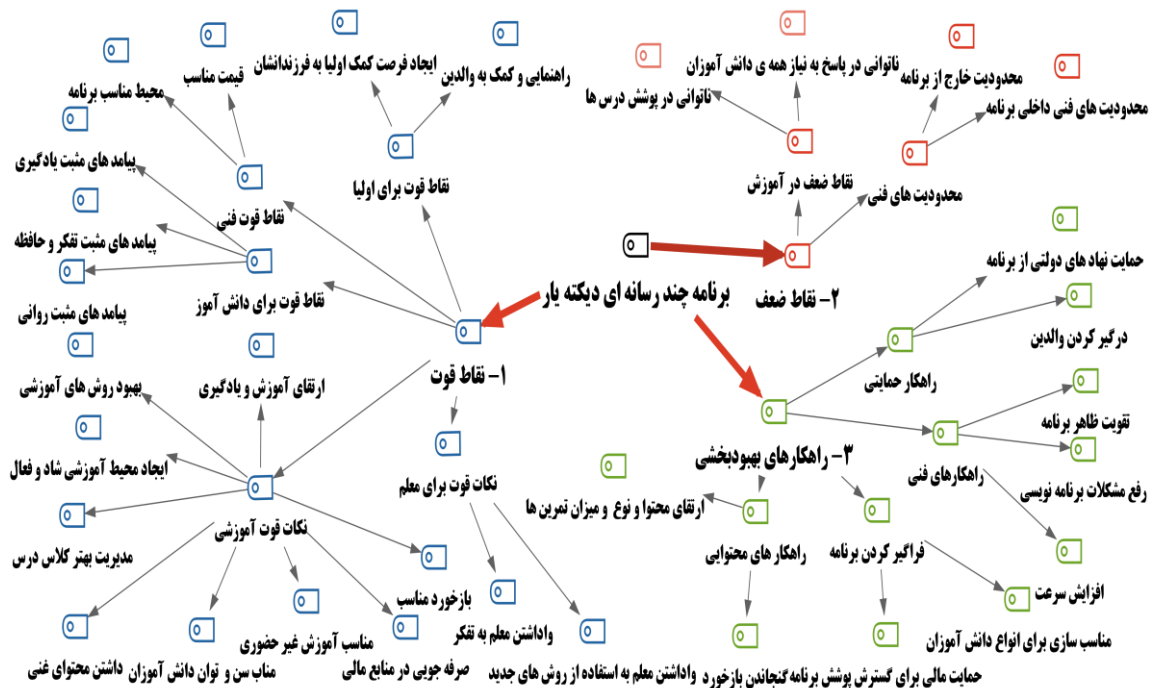 راهنمایی و کمک به والدین
ایجاد فرصت کمک اولیا به فرزندانشان
قیمت مناسب
محیط مناسب برنامه
نقاط قوت برای اولیا
نقاط قوت فنی
پیامد های مثبت یادگیری
پیامد های مثبت تفکر و حافظه
پیامد های مثبت روانی
نقاط قوت برای دانش آموز
محدودیت خارج از برنامه
محدودیت های فنی داخلی برنامه
ناتوانی در پاسخ به نیاز همه ی دانش آموزان
ناتوانی در پوشش درس ها
نقاط ضعف در آموزش
محدودیت های فنی
۲- نقاط ضعف
برنامه چند رسانه ای دیکته یار
۱- نقاط قوت
ارتقای آموزش و یادگیری
بهبود روش های آموزشی
ایجاد محیط آموزشی شاد و فعال
نکات قوت آموزشی
مدیریت بهتر کلاس درس
داشتن محتوای غنی
مناب سن و توان دانش آموزان
مناسب آموزش غیر حضوری
صرفه جویی در منابع مالی
بازخورد مناسب
نکات قوت برای معلم
واداشتن معلم به تفکر
واداشتن معلم به استفاده از روش های جدید
حمایت نهاد های دولتی از برنامه
درگیر کردن والدین
راهکار حمایتی
تقویت ظاهر برنامه
رفع مشکلات برنامه نویسی
راهکارهای فنی
افزایش سرعت
۳- راهکارهای بهبودبخشی
ارتقای محتوا و نوع و میزان تمرین ها
راهکار های محتوایی
گنجاندن بازخورد
فراگیر کردن برنامه
حمایت مالی برای گسترش پوشش برنامه
مناسب سازی برای انواع دانش آموزان